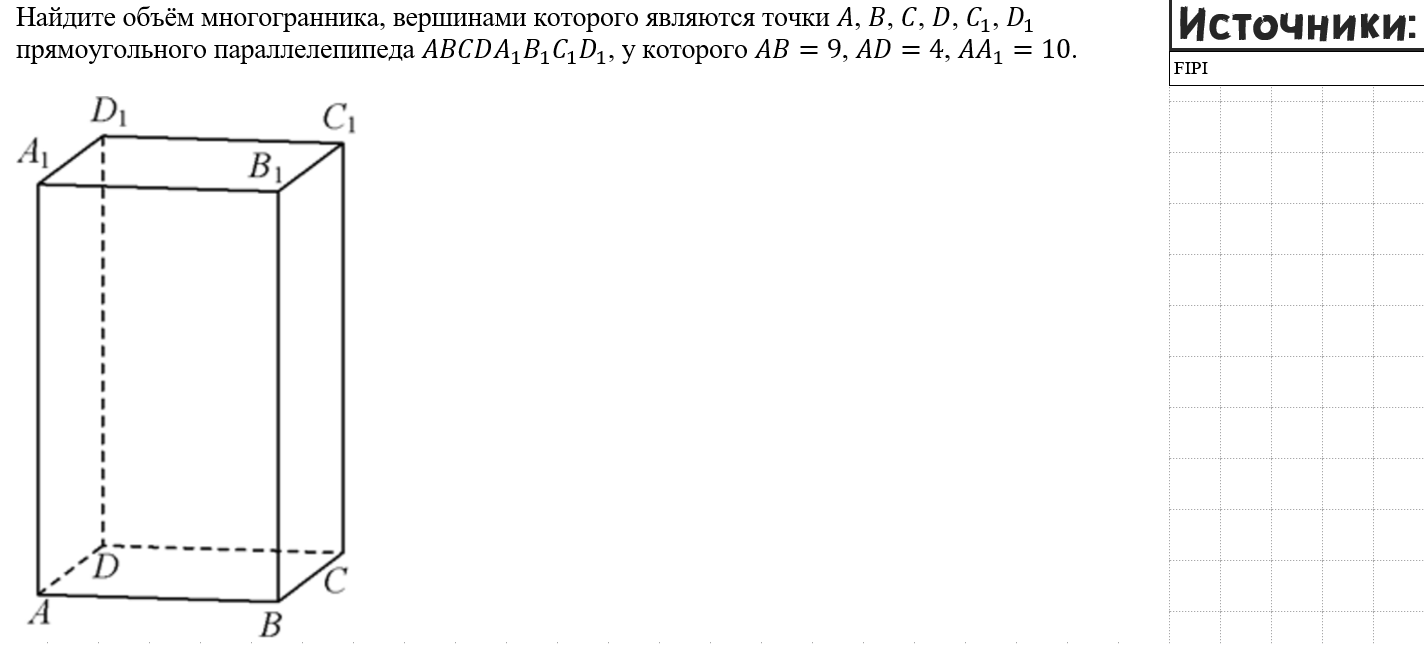 Найдите объём многогранника, вершинами которого являются точки A, B, C, D, C₁, D₁
прямоугольного параллелепипеда ABCDA₁B₁C₁D₁, у которого AB = 9, AD = 4, AA₁ = 10.
Источники:
FIPI
D₁
C₁
A₁
B₁
D
C
A
B